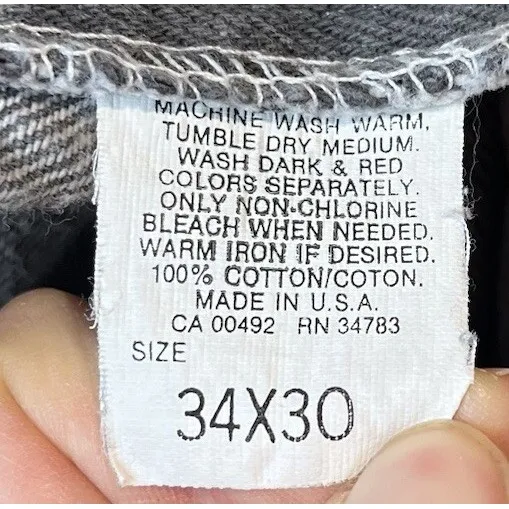 MACHINE WASH WARM,
TUMBLE DRY MEDIUM.
WASH DARK & RED
COLORS SEPARATELY.
ONLY NON-CHLORINE
BLEACH WHEN NEEDED.
WARM IRON IF DESIRED.
100% COTTON/COTON.
MADE IN U.S.A.
CA 00492 RN 34783
SIZE
34X30